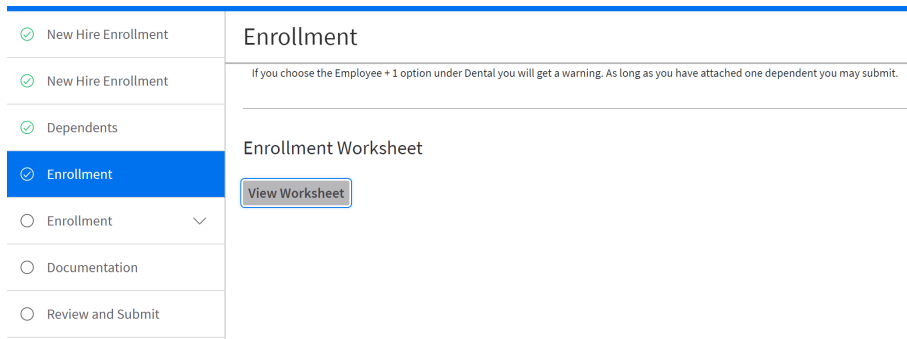 New Hire Enrollment
New Hire Enrollment
Dependents
Enrollment
Enrollment
Documentation
Review and Submit
Enrollment
If you choose the Employee + 1 option under Dental you will get a warning. As long as you have attached one dependent you may submit.
Enrollment Worksheet
View Worksheet